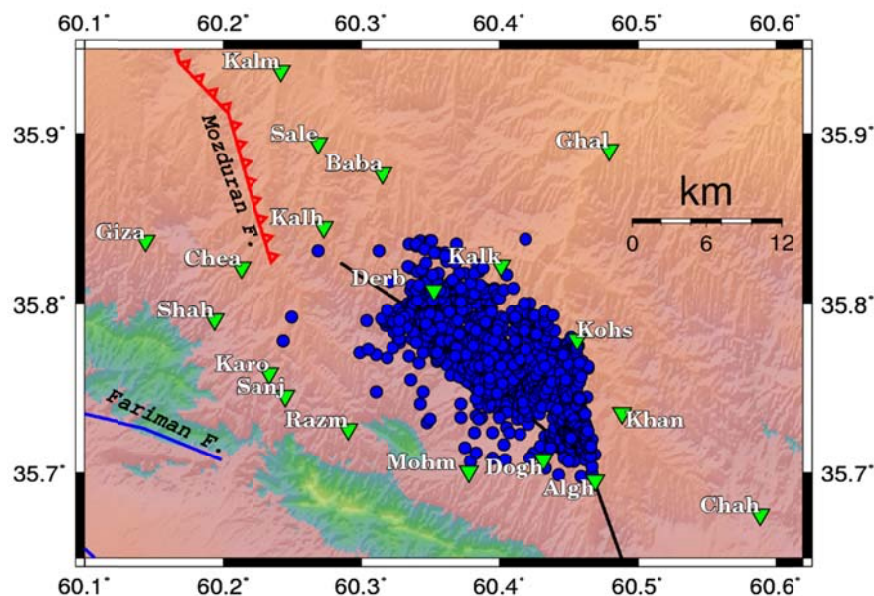 60.1° 60.2° 60.3° 60.4° 60.5° 60.6°
Kalm
35.9° Sale Ghal 35.9°
Baba
Mozduran F.
km
Kalh
Giza
0 6 12
Chea Kalk
Derb
35.8° Shah 35.8°
Kohs
Karo
Sanj
Fariman F.
Razm Khan
35.7° Mohm Dogh 35.7°
Algh
Chah
60.1° 60.2° 60.3° 60.4° 60.5° 60.6°